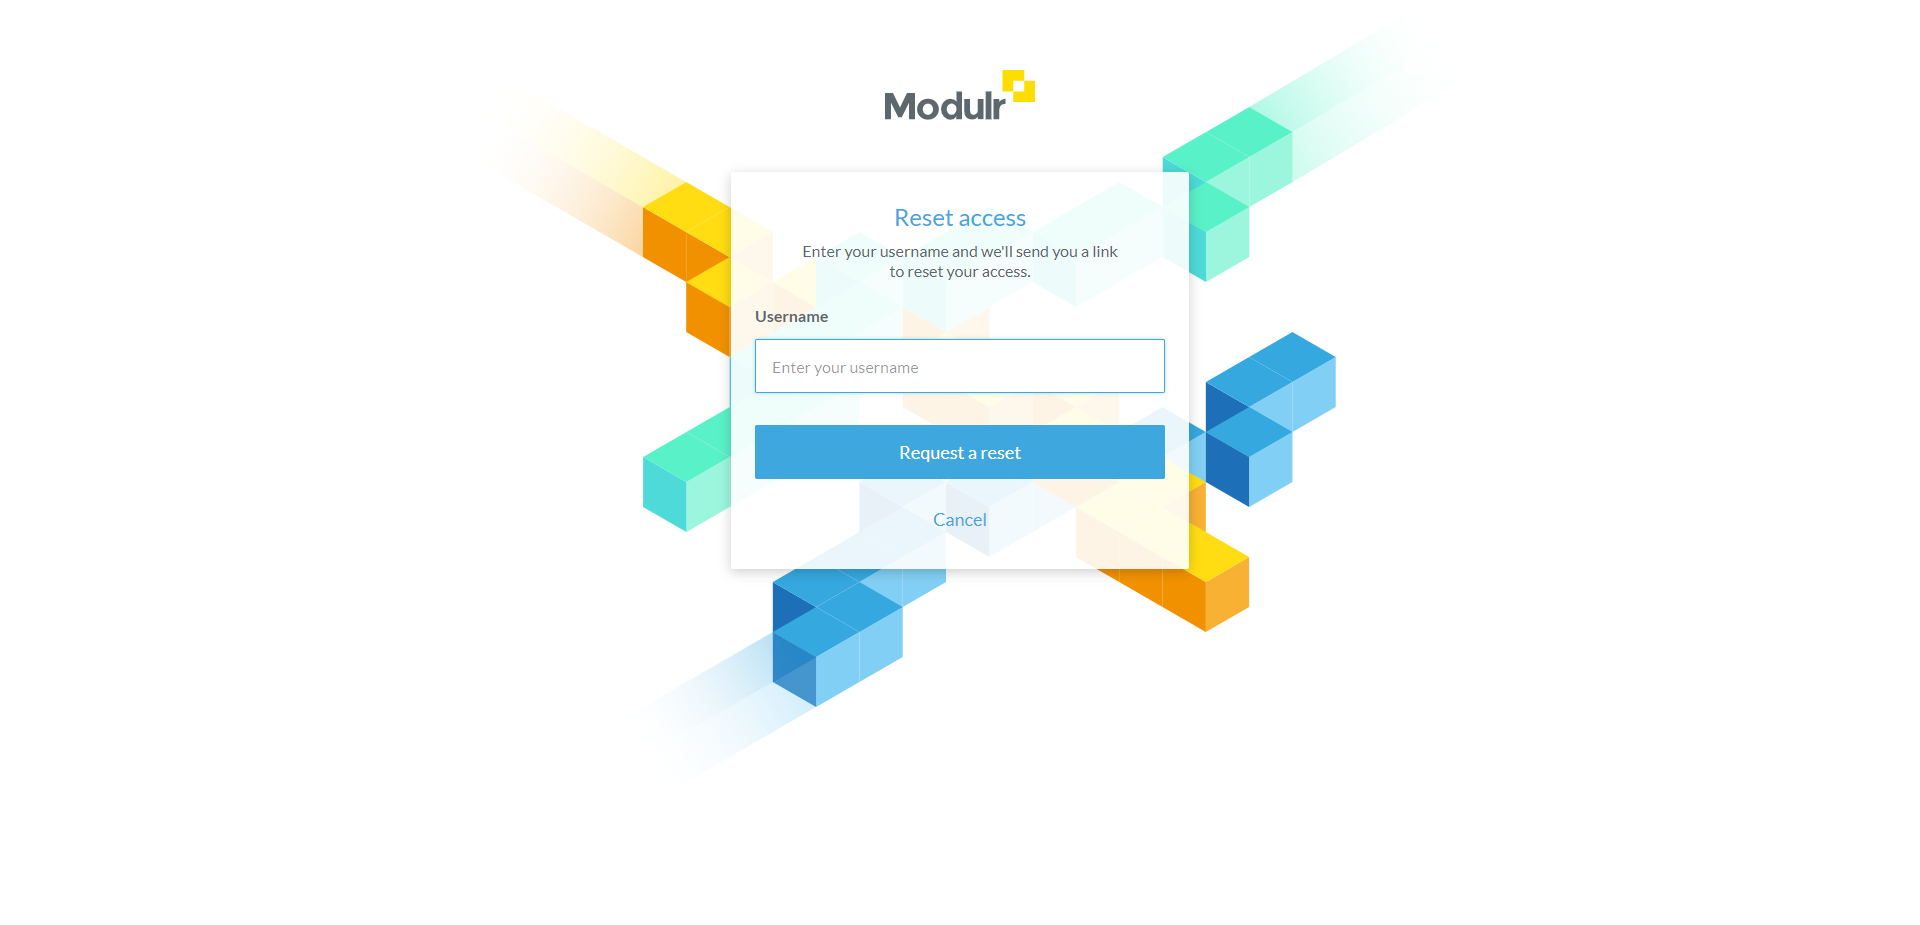 Modulr
Reset access
Enter your username and we'll send you a link
to reset your access.
Username
Enter your username
Request a reset
Cancel